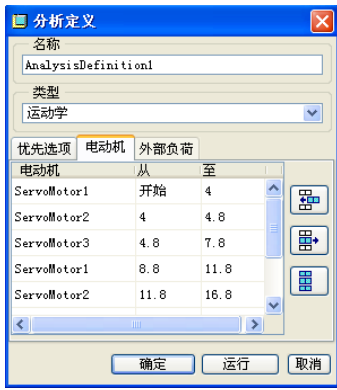 分析定义
名称
AnalysisDefinition1
类型
运动学
优先选项 电动机 外部负荷
电动机 从 至
ServoMotor1 开始 4
ServoMotor2 4 4.8
ServoMotor3 4.8 7.8
ServoMotor1 8.8 11.8
ServoMotor2 11.8 16.8
确定 运行 取消